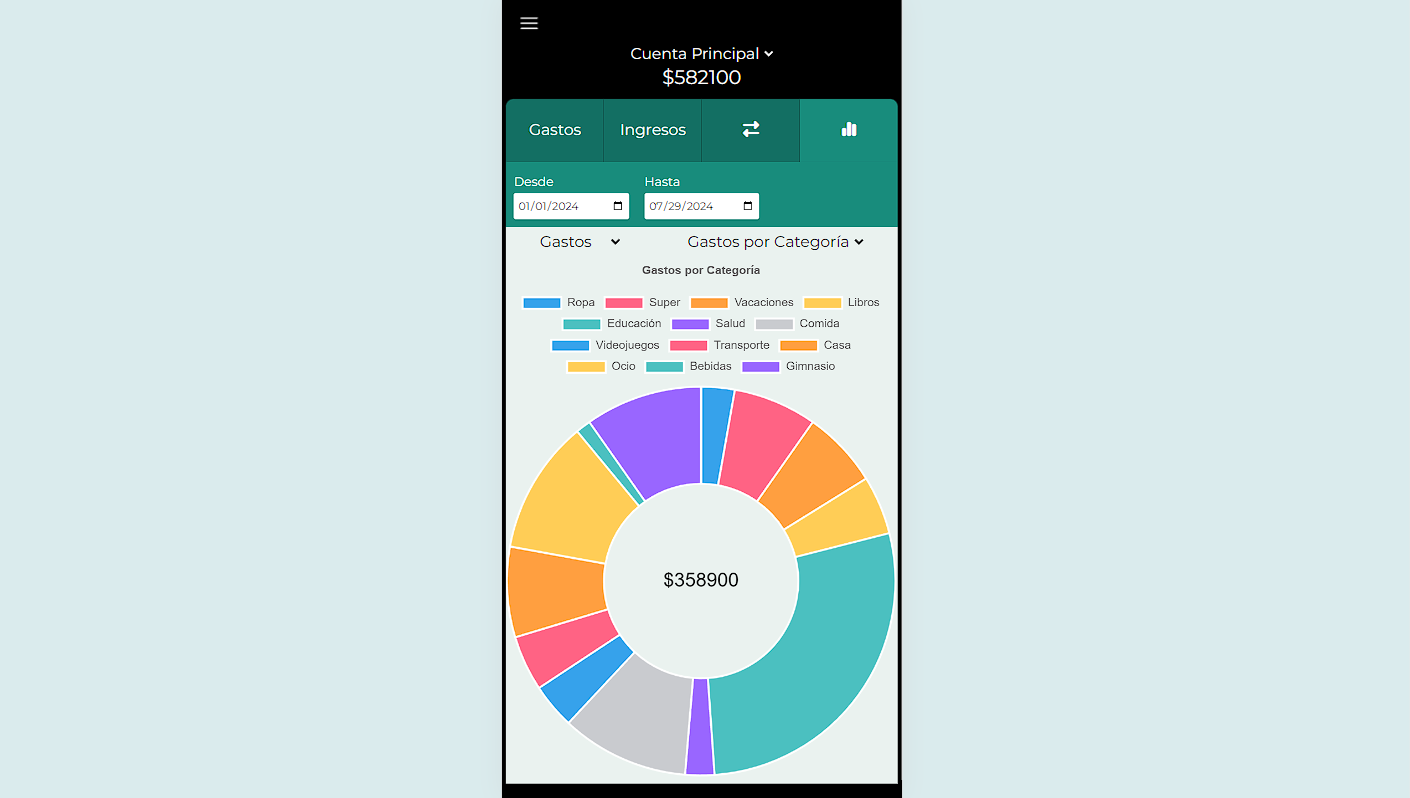 Cuenta Principal
$582100
Gastos Ingresos
Desde Hasta
01/01/2024 07/29/2024
Gastos Gastos por Categoría
Gastos por Categoría
Ropa Super Vacaciones Libros
Educación Salud Comida
Videojuegos Transporte Casa
Ocio Bebidas Gimnasio
$358900